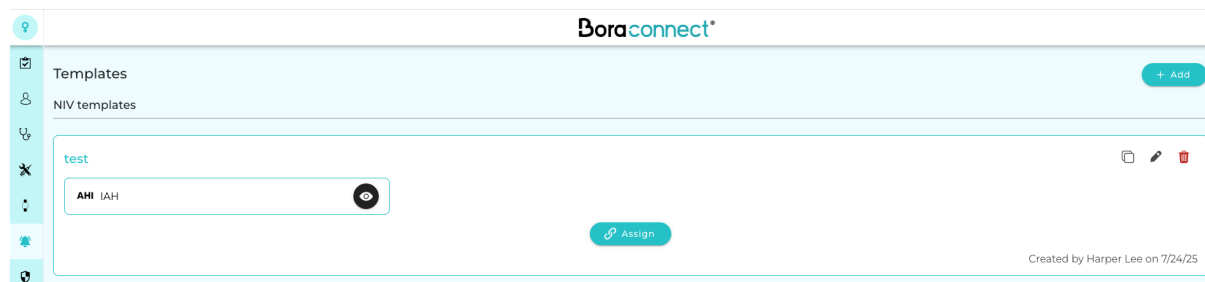 Boraconnect®
Templates
+ Add
NIV templates
test
AHI IAH
Assign
Created by Harper Lee on 7/24/25